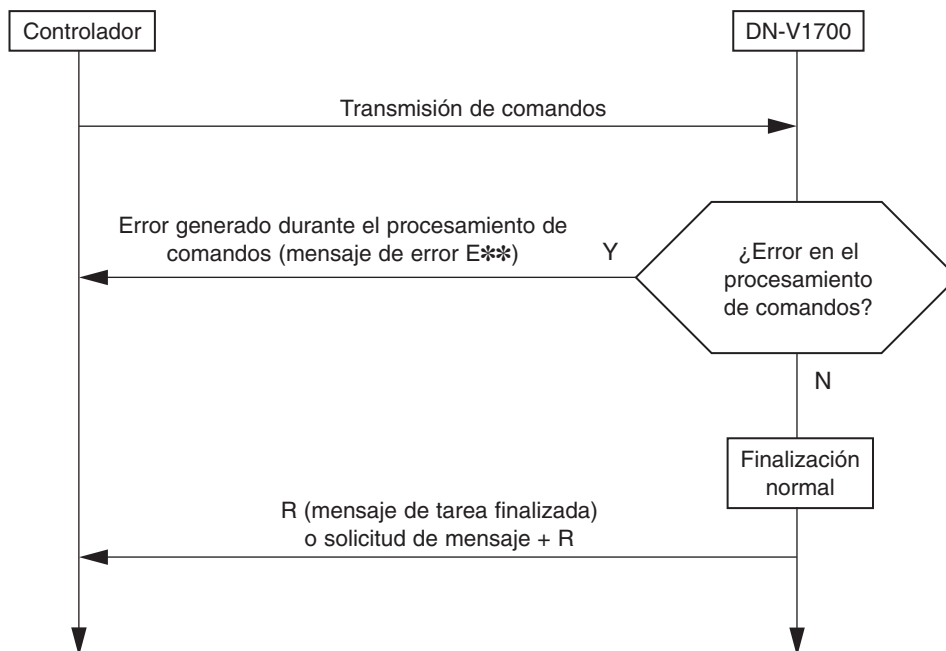 Controlador
DN-V1700
Transmisión de comandos
Error generado durante el procesamiento de
comandos (mensaje de error E✻✻)
Y
¿Error en el
procesamiento
de comandos?
N
Finalización
normal
R (mensaje de tarea finalizada)
o solicitud de mensaje + R